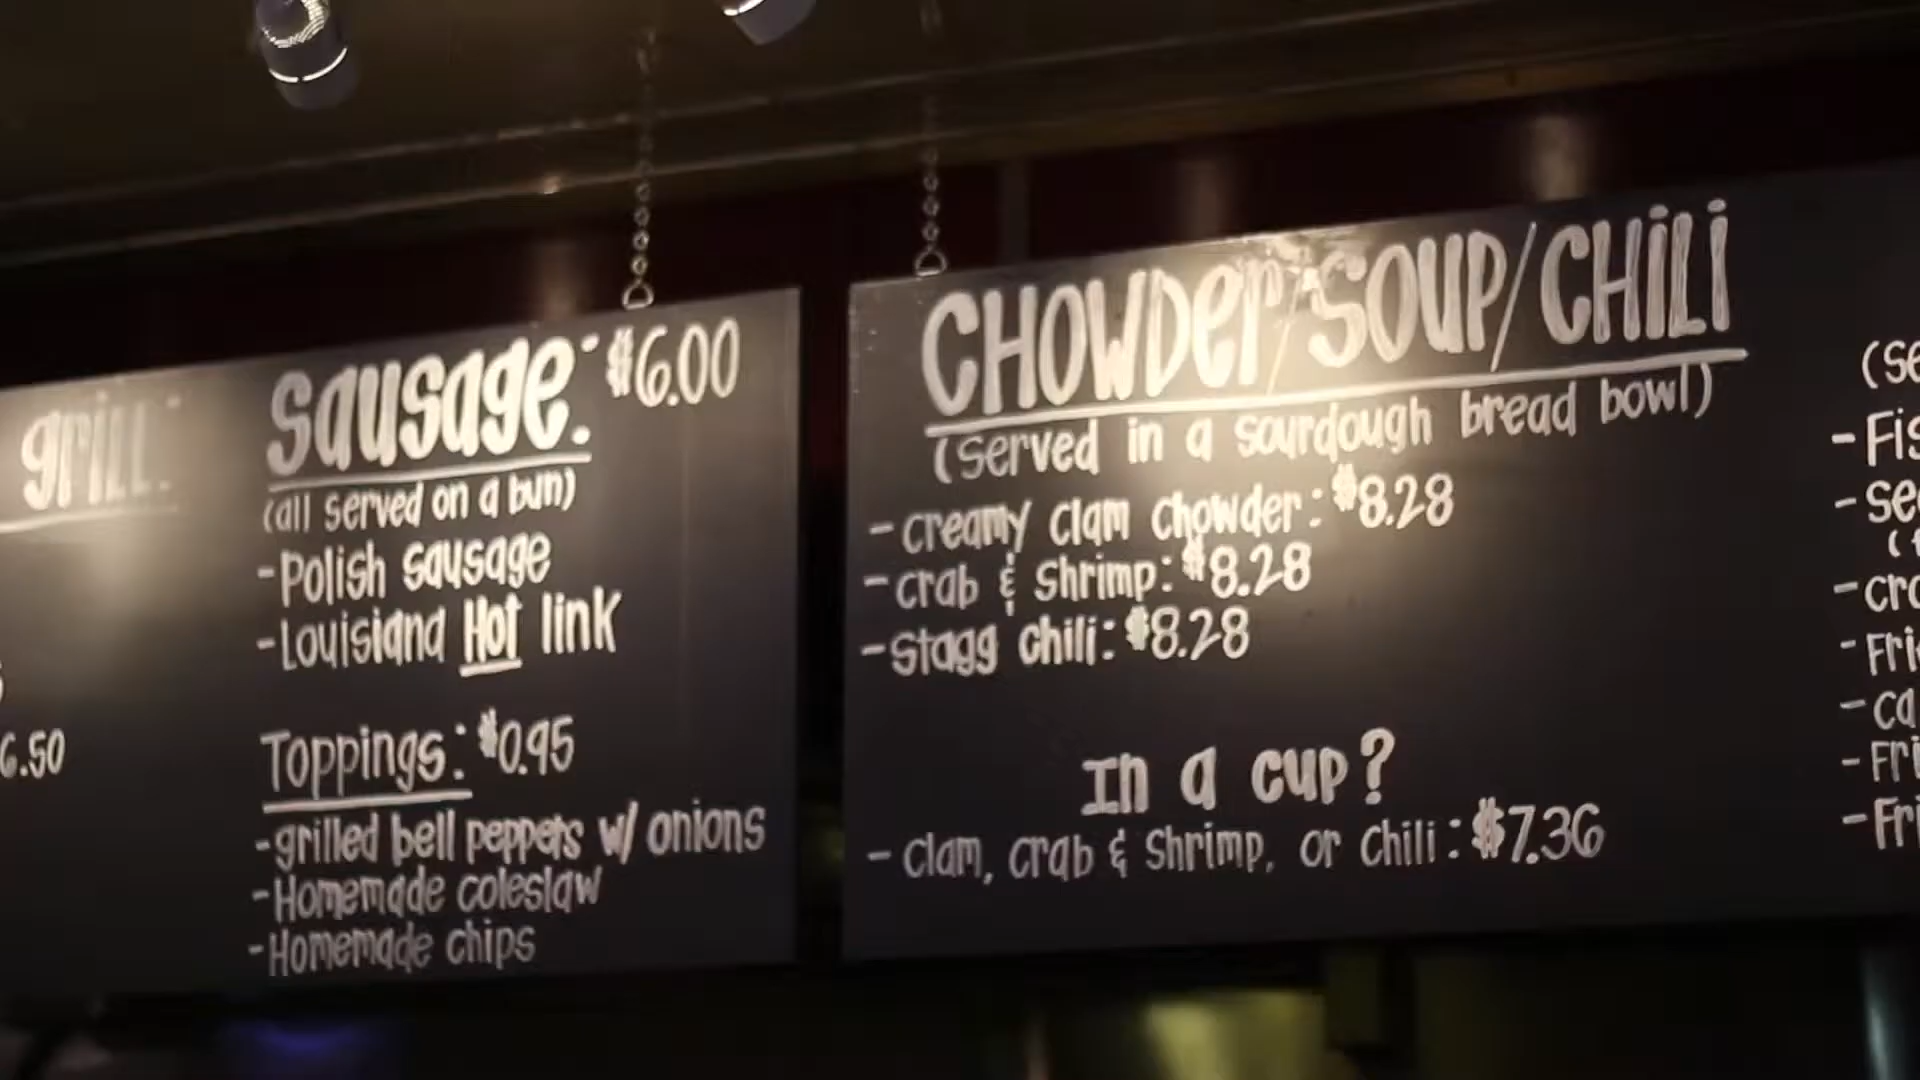 grill:
6.50
Sausage: $6.00
(all served on a bun)
-Polish sausage
-Louisiana Hot link
Toppings: $0.95
-grilled bell peppers w/ onions
-Homemade coleslaw
-Homemade chips
CHOWDer/SOUP/CHiLi
(served in a sourdough bread bowl)
-creamy clam chowder: $8.28
-crab & shrimp: $8.28
-stagg chili: $8.28
In a cup?
-clam, crab & shrimp, or chili: $7.36